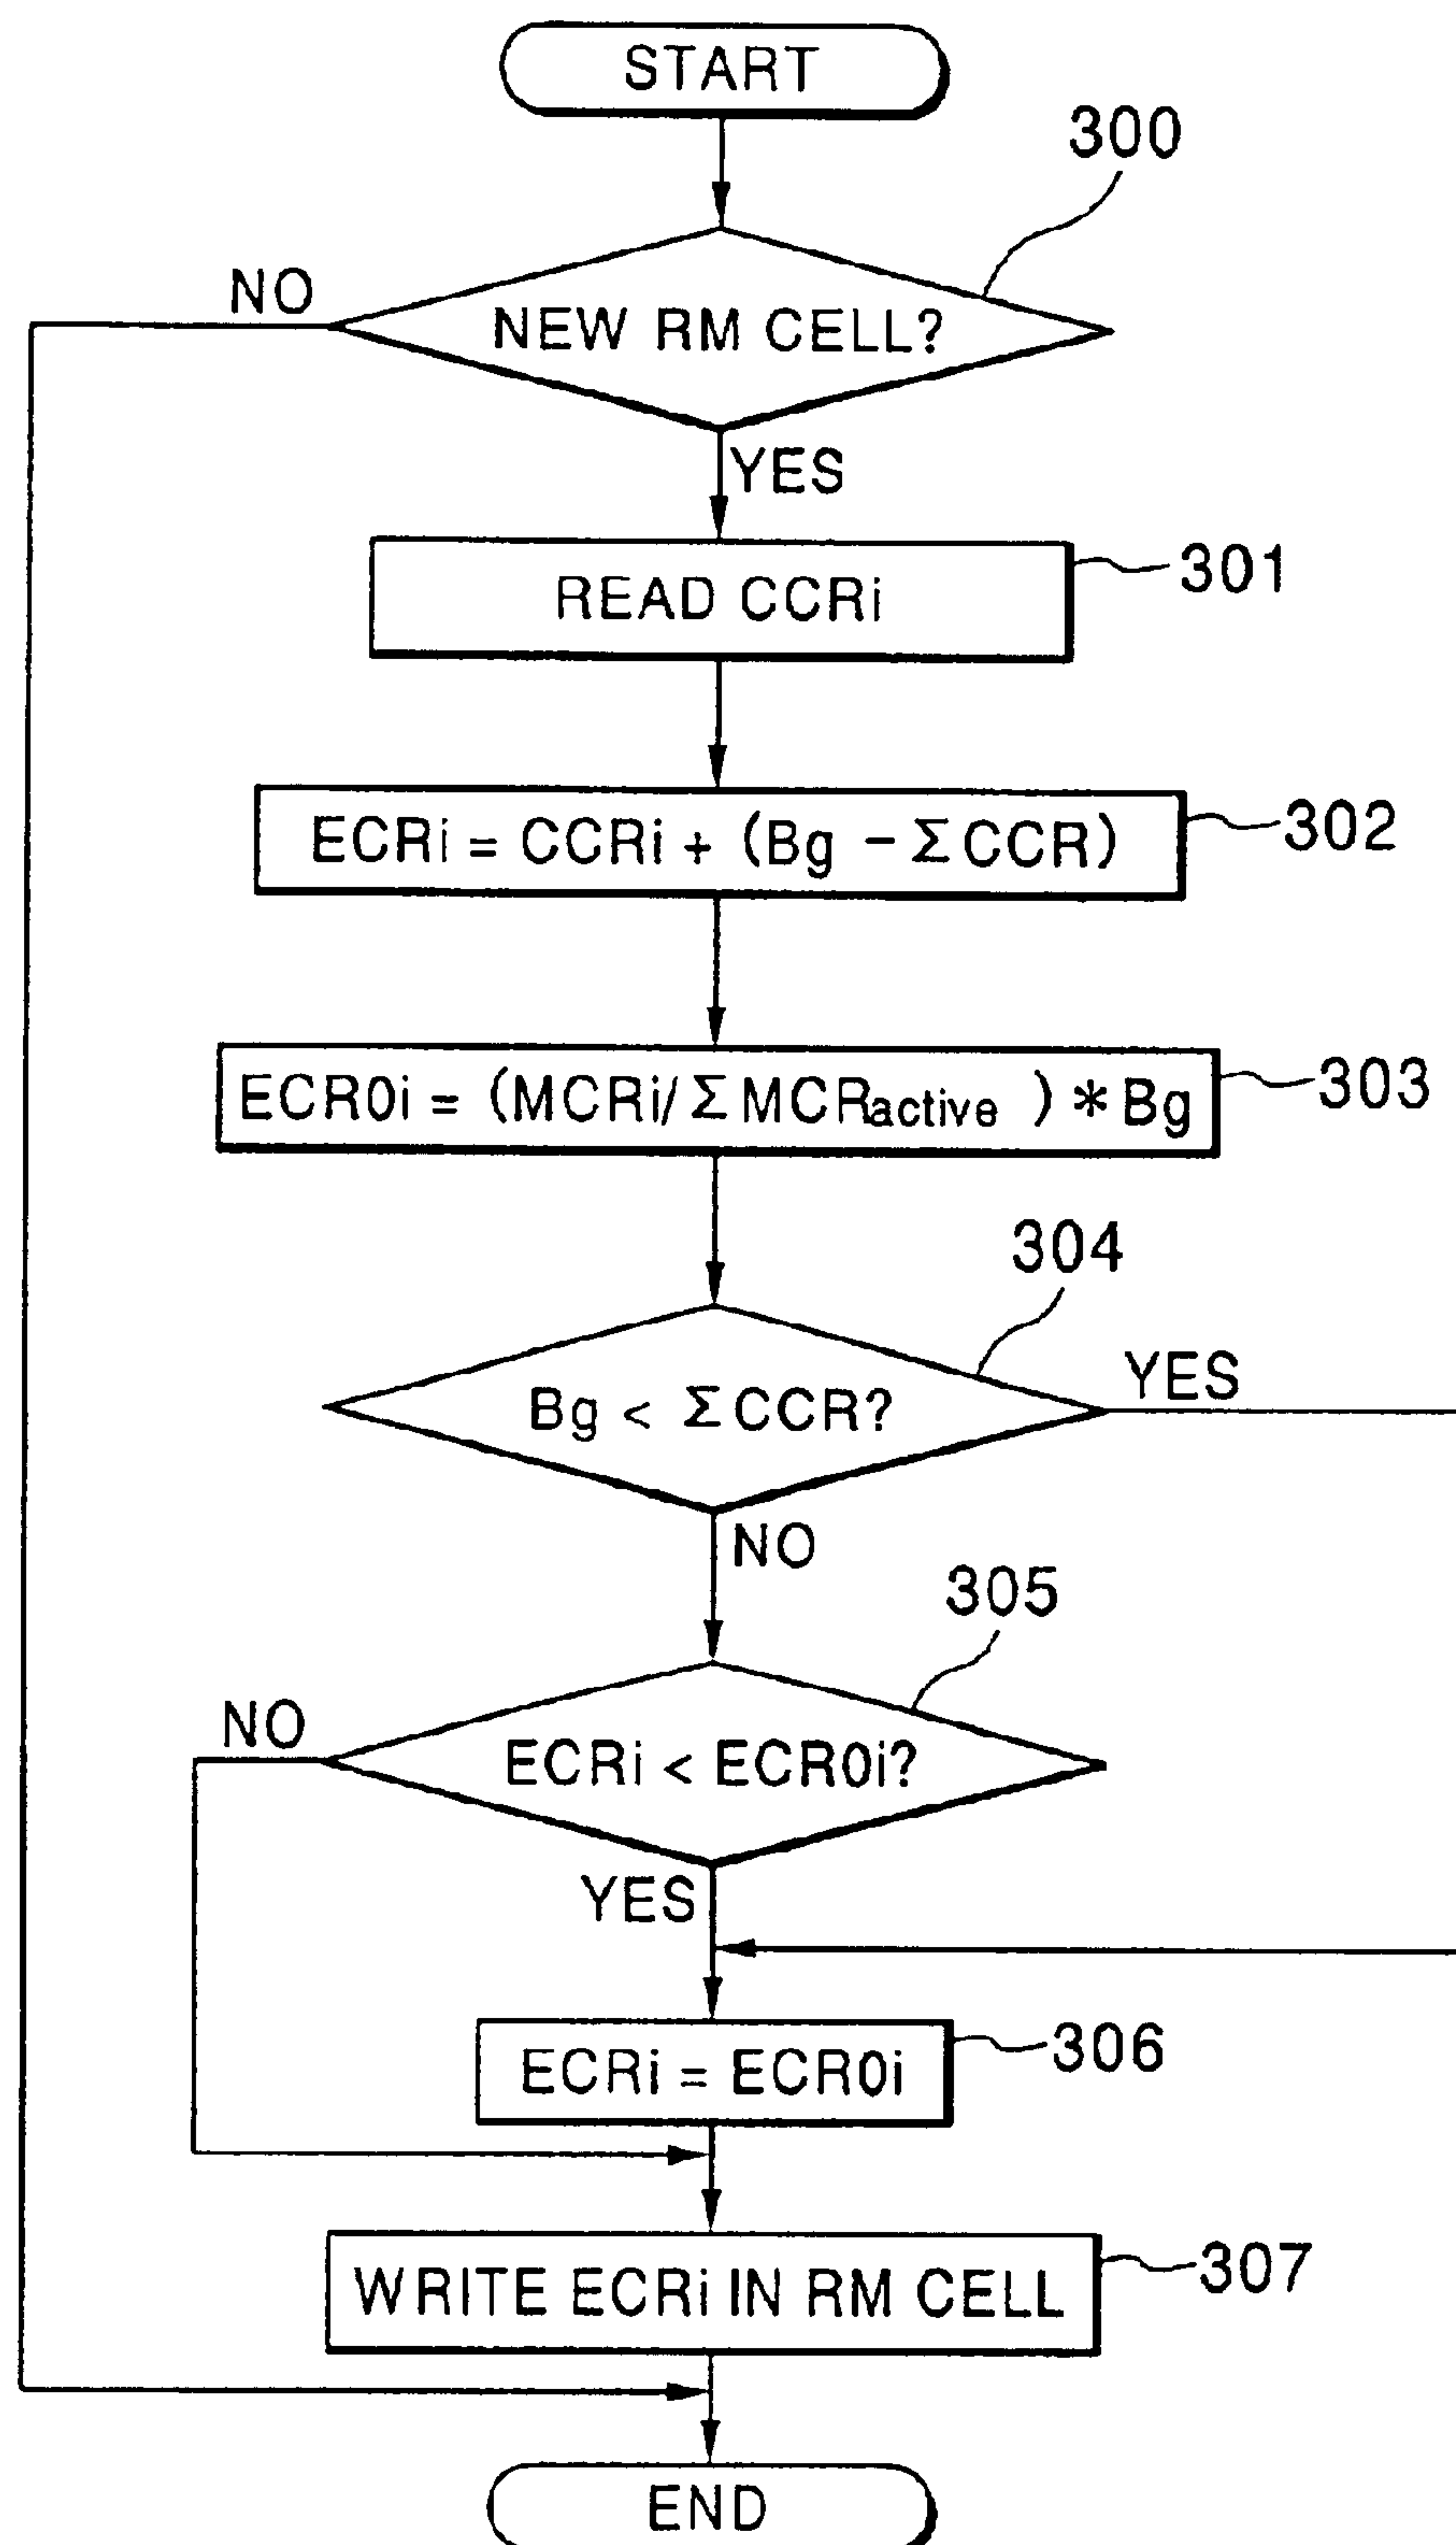 START
300
NO
NEW RM CELL?
YES
READ CCRi
301
ECRi = CCRi + (Bg - ΣCCR)
302
ECR0i = (MCRi/ΣMCRactive ) * Bg
303
304
YES
Bg < ΣCCR?
NO
305
NO
ECRi < ECR0i?
YES
306
ECRi = ECR0i
307
WRITE ECRi IN RM CELL
END